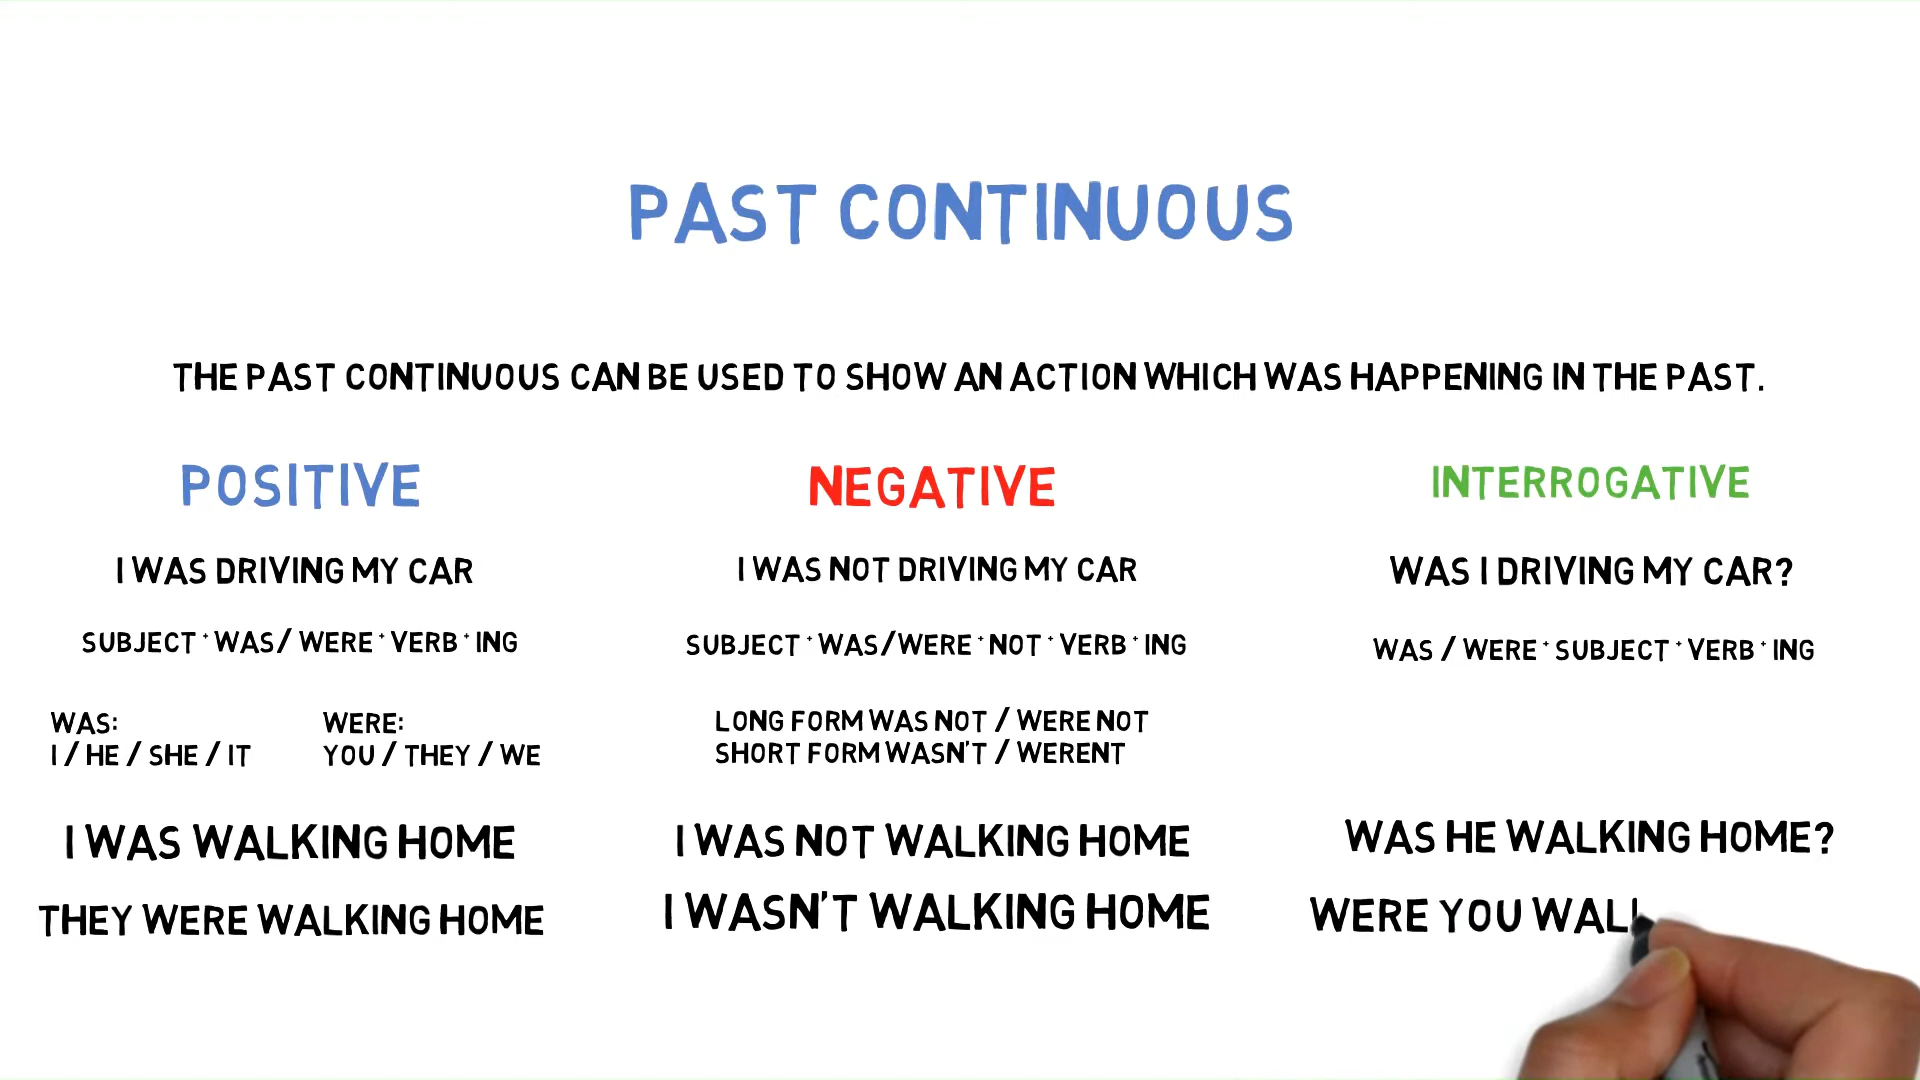 PAST CONTINUOUS
THE PAST CONTINUOUS CAN BE USED TO SHOW AN ACTION WHICH WAS HAPPENING IN THE PAST.
POSITIVE
I WAS DRIVING MY CAR
SUBJECT + WAS/ WERE + VERB + ING
WAS:
I / HE / SHE / IT
WERE:
YOU / THEY / WE
I WAS WALKING HOME
THEY WERE WALKING HOME
NEGATIVE
I WAS NOT DRIVING MY CAR
SUBJECT + WAS/WERE + NOT + VERB + ING
LONG FORM WAS NOT / WERE NOT
SHORT FORM WASN'T / WERENT
I WAS NOT WALKING HOME
I WASN'T WALKING HOME
INTERROGATIVE
WAS I DRIVING MY CAR?
WAS / WERE + SUBJECT + VERB + ING
WAS HE WALKING HOME?
WERE YOU WAL